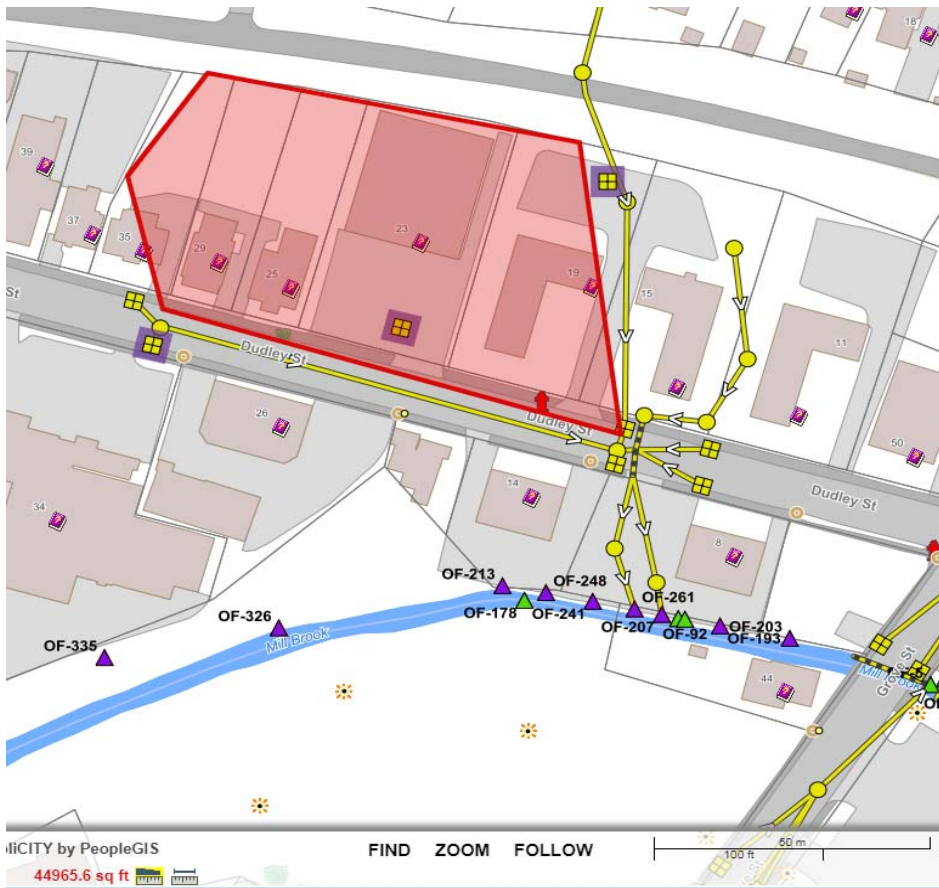 18
39
37
35
29
25
23
19
15
11
50
St
Dudley St
Dudley St
Dudley St
26
34
14
8
OF-213
OF-248
OF-178
OF-241
OF-261
OF-207
OF-92
OF-203
OF-193
OF-326
OF-335
Mill Brook
Mill Brook
Grove St
44
OF
liCITY by PeopleGIS
FIND ZOOM FOLLOW
50 m
100 ft
44965.6 sq ft